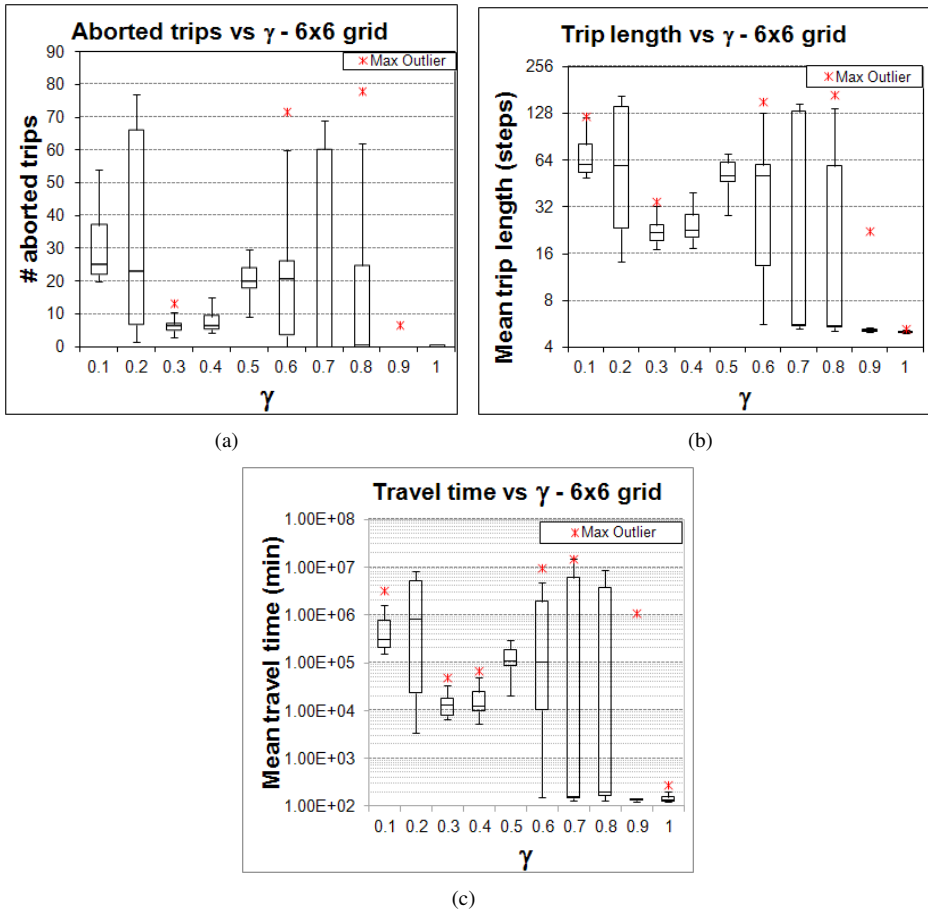 Aborted trips vs γ - 6x6 grid
Max Outlier
# aborted trips
90
80
70
60
50
40
30
20
10
0
0.1 0.2 0.3 0.4 0.5 0.6 0.7 0.8 0.9 1
γ
(a)
Trip length vs γ - 6x6 grid
Max Outlier
Mean trip length (steps)
256
128
64
32
16
8
4
0.1 0.2 0.3 0.4 0.5 0.6 0.7 0.8 0.9 1
γ
(b)
Travel time vs γ - 6x6 grid
Max Outlier
Mean travel time (min)
1.00E+08
1.00E+07
1.00E+06
1.00E+05
1.00E+04
1.00E+03
1.00E+02
0.1 0.2 0.3 0.4 0.5 0.6 0.7 0.8 0.9 1
γ
(c)